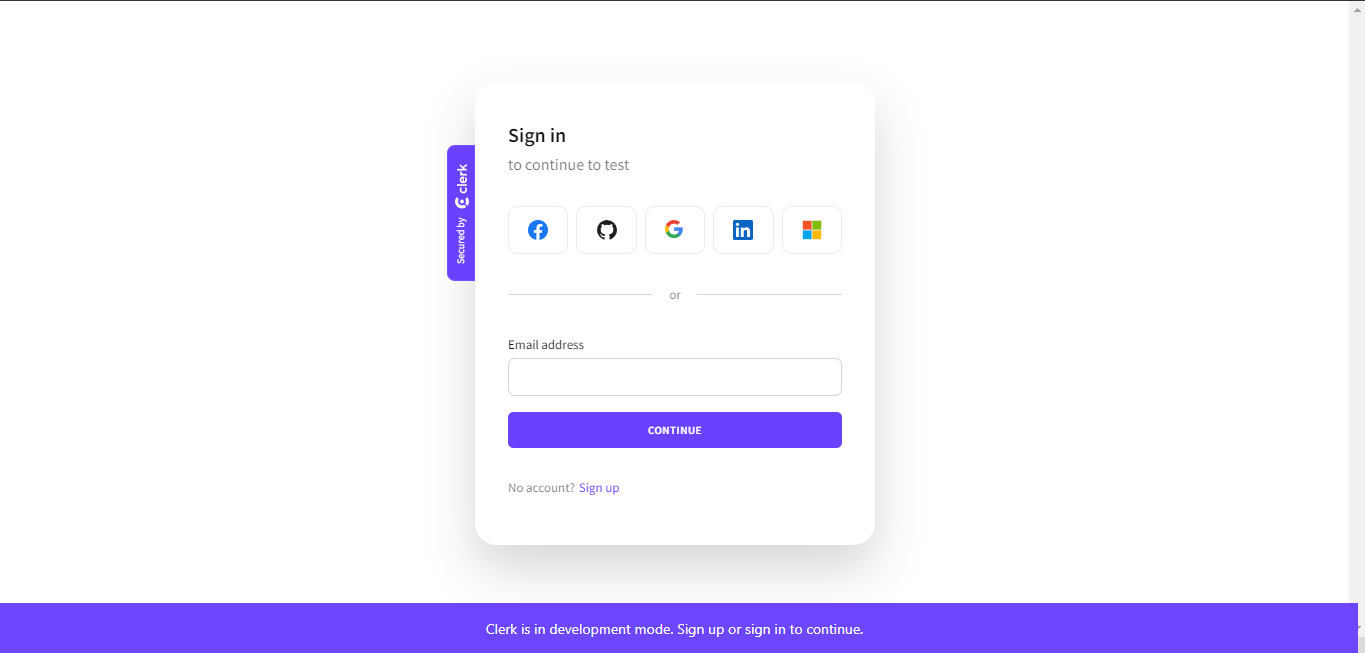 Sign in
to continue to test
Secured by clerk
or
Email address
CONTINUE
No account? Sign up
Clerk is in development mode. Sign up or sign in to continue.